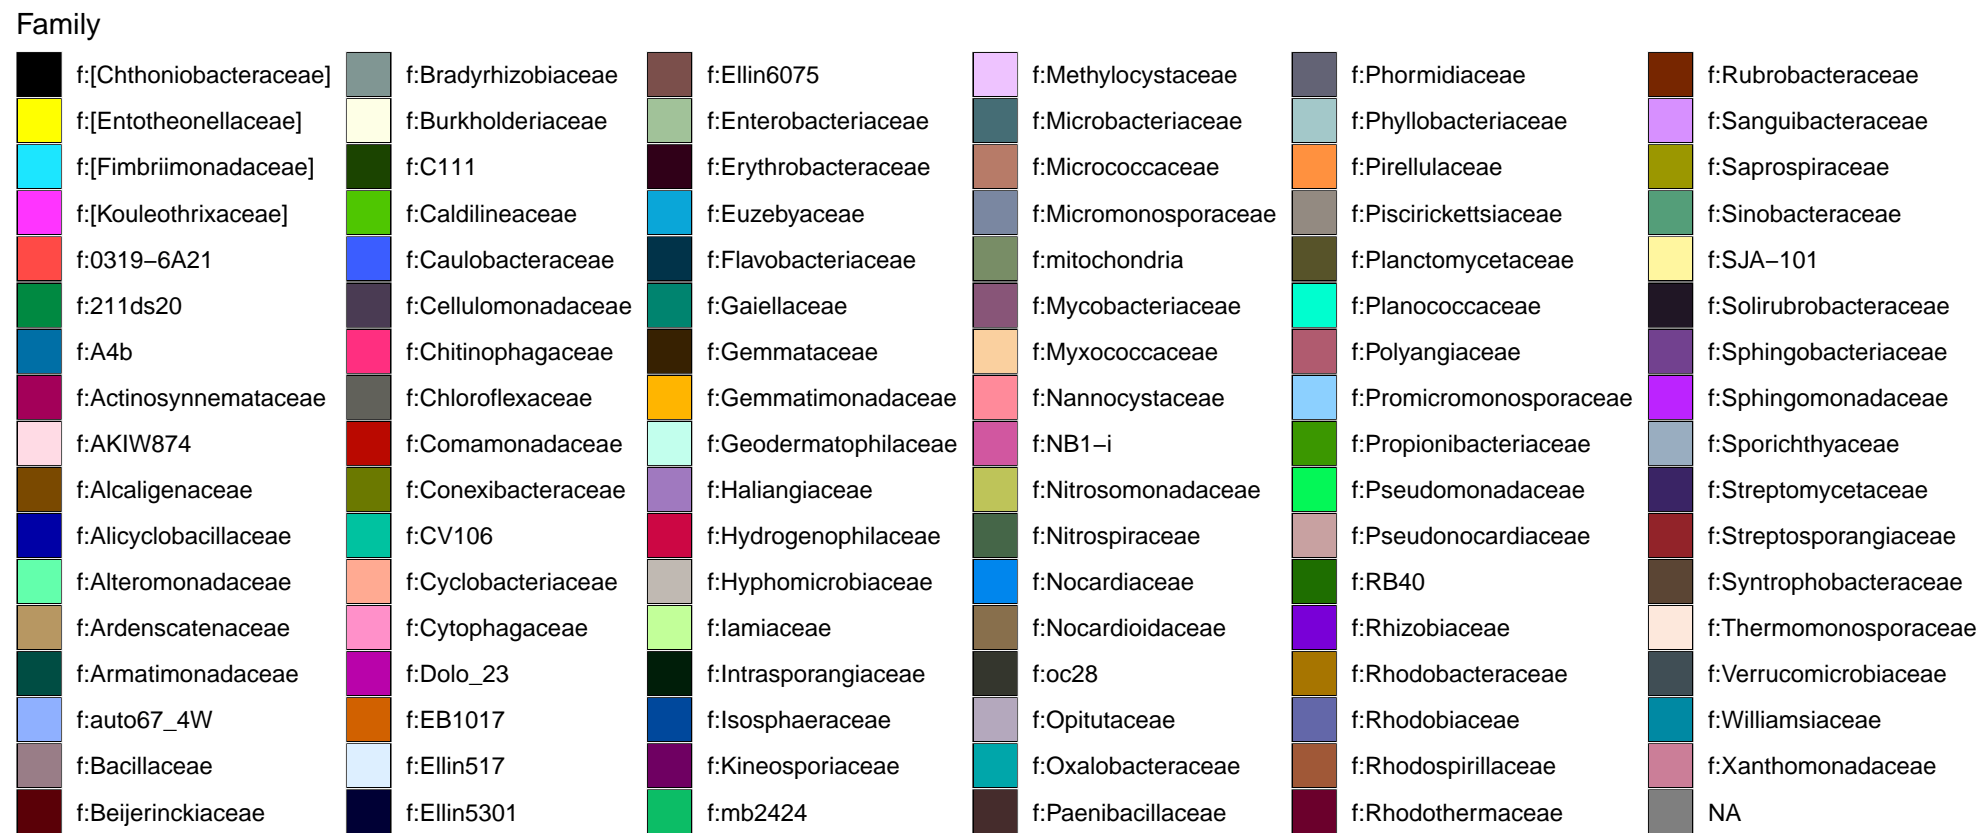 Family
f:[Chthoniobacteraceae]
f:[Entotheonellaceae]
f:[Fimbriimonadaceae]
f:[Kouleothrixaceae]
f:0319−6A21
f:211ds20
f:A4b
f:Actinosynnemataceae
f:AKIW874
f:Alcaligenaceae
f:Alicyclobacillaceae
f:Alteromonadaceae
f:Ardenscatenaceae
f:Armatimonadaceae
f:auto67_4W
f:Bacillaceae
f:Beijerinckiaceae
f:Bradyrhizobiaceae
f:Burkholderiaceae
f:C111
f:Caldilineaceae
f:Caulobacteraceae
f:Cellulomonadaceae
f:Chitinophagaceae
f:Chloroflexaceae
f:Comamonadaceae
f:Conexibacteraceae
f:CV106
f:Cyclobacteriaceae
f:Cytophagaceae
f:Dolo_23
f:EB1017
f:Ellin517
f:Ellin5301
f:Ellin6075
f:Enterobacteriaceae
f:Erythrobacteraceae
f:Euzebyaceae
f:Flavobacteriaceae
f:Gaiellaceae
f:Gemmataceae
f:Gemmatimonadaceae
f:Geodermatophilaceae
f:Haliangiaceae
f:Hydrogenophilaceae
f:Hyphomicrobiaceae
f:Iamiaceae
f:Intrasporangiaceae
f:Isosphaeraceae
f:Kineosporiaceae
f:mb2424
f:Methylocystaceae
f:Microbacteriaceae
f:Micrococcaceae
f:Micromonosporaceae
f:mitochondria
f:Mycobacteriaceae
f:Myxococcaceae
f:Nannocystaceae
f:NB1−i
f:Nitrosomonadaceae
f:Nitrospiraceae
f:Nocardiaceae
f:Nocardioidaceae
f:oc28
f:Opitutaceae
f:Oxalobacteraceae
f:Paenibacillaceae
f:Phormidiaceae
f:Phyllobacteriaceae
f:Pirellulaceae
f:Piscirickettsiaceae
f:Planctomycetaceae
f:Planococcaceae
f:Polyangiaceae
f:Promicromonosporaceae
f:Propionibacteriaceae
f:Pseudomonadaceae
f:Pseudonocardiaceae
f:RB40
f:Rhizobiaceae
f:Rhodobacteraceae
f:Rhodobiaceae
f:Rhodospirillaceae
f:Rhodothermaceae
f:Rubrobacteraceae
f:Sanguibacteraceae
f:Saprospiraceae
f:Sinobacteraceae
f:SJA−101
f:Solirubrobacteraceae
f:Sphingobacteriaceae
f:Sphingomonadaceae
f:Sporichthyaceae
f:Streptomycetaceae
f:Streptosporangiaceae
f:Syntrophobacteraceae
f:Thermomonosporaceae
f:Verrucomicrobiaceae
f:Williamsiaceae
f:Xanthomonadaceae
NA